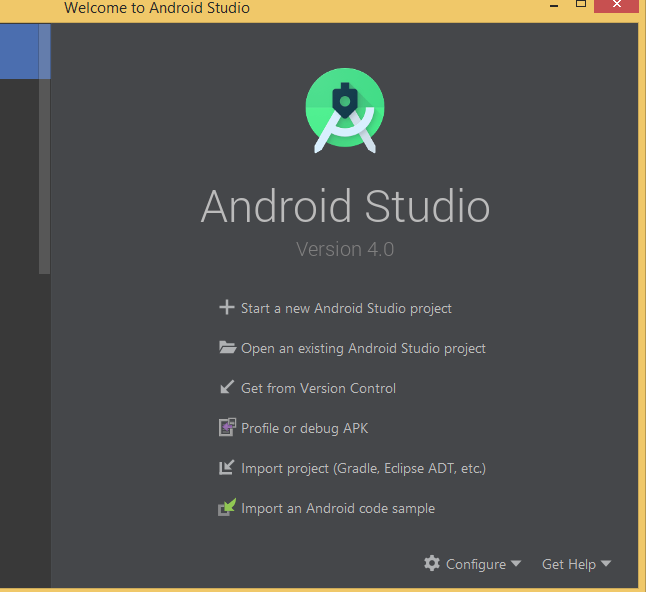 Welcome to Android Studio
Android Studio
Version 4.0
Start a new Android Studio project
Open an existing Android Studio project
Get from Version Control
Profile or debug APK
Import project (Gradle, Eclipse ADT, etc.)
Import an Android code sample
Configure Get Help